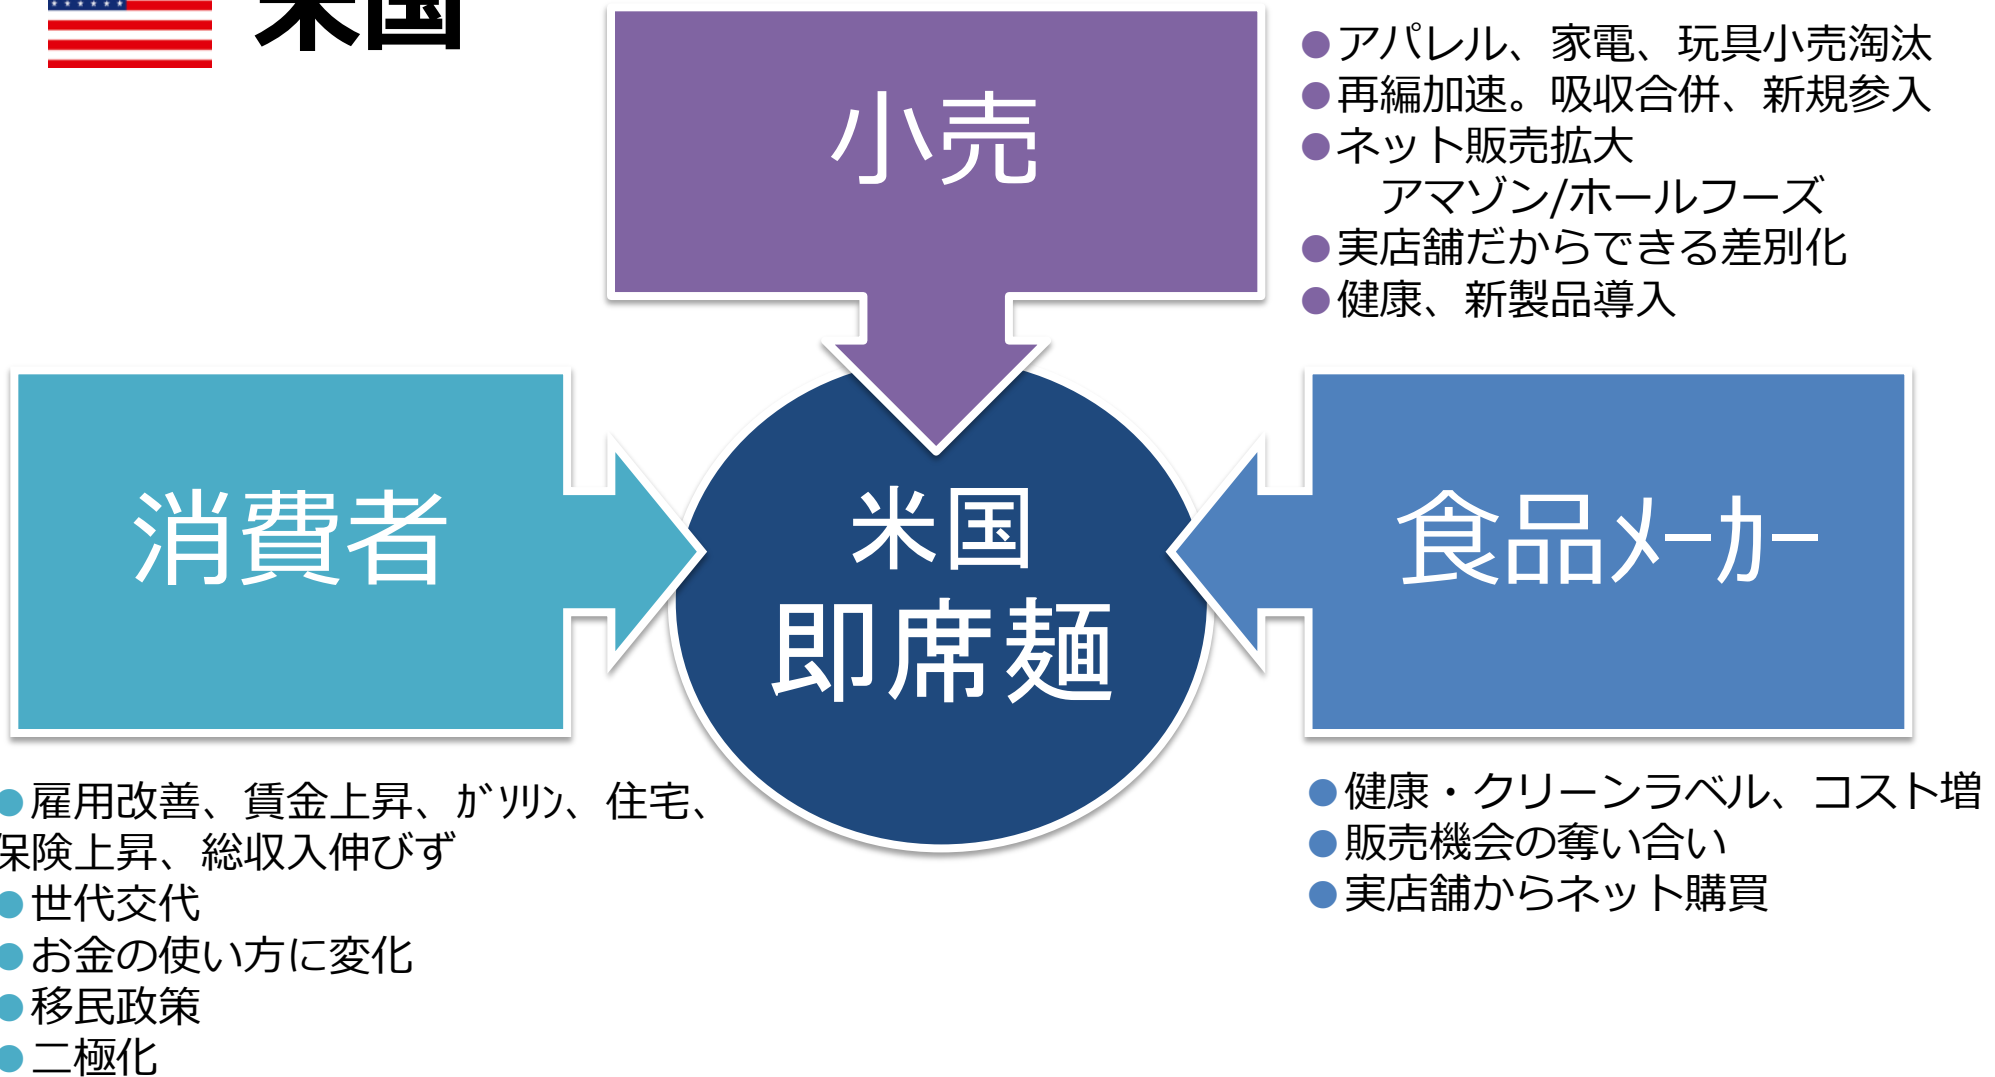 米国
小売
●アパレル、家電、玩具小売淘汰
●再編加速。吸収合併、新規参入
●ネット販売拡大
アマゾン/ホールフーズ
●実店舗だからできる差別化
●健康、新製品導入
消費者
米国
即席麺
食品ﾒｰｶｰ
●雇用改善、賃金上昇、ｶﾞｿﾘﾝ、住宅、
保険上昇、総収入伸びず
●世代交代
●お金の使い方に変化
●移民政策
●二極化
●健康・クリーンラベル、コスト増
●販売機会の奪い合い
●実店舗からネット購買